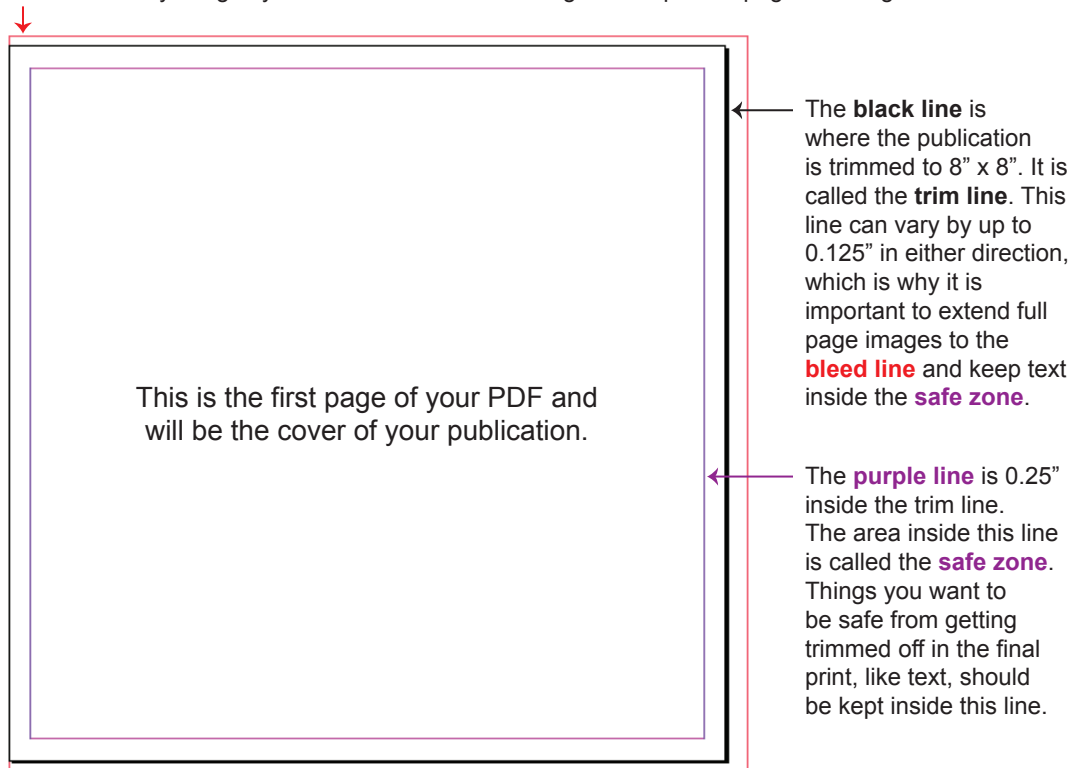 The black line is
where the publication
is trimmed to 8” x 8”. It is
called the trim line. This
line can vary by up to
0.125” in either direction,
which is why it is
important to extend full
page images to the
bleed line and keep text
inside the safe zone.
This is the first page of your PDF and
will be the cover of your publication.
The purple line is 0.25”
inside the trim line.
The area inside this line
is called the safe zone.
Things you want to
be safe from getting
trimmed off in the final
print, like text, should
be kept inside this line.